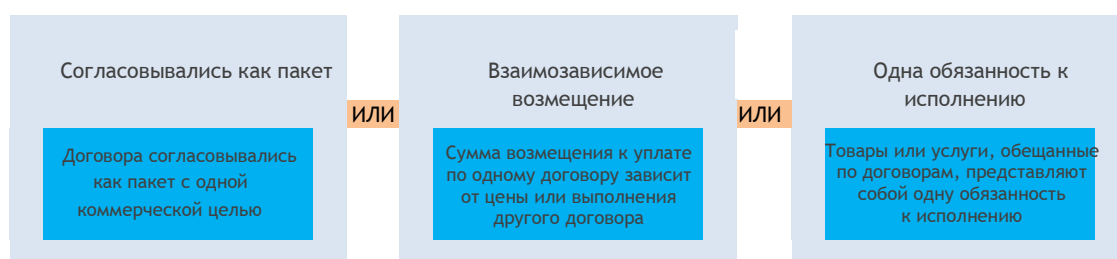 Согласовывались как пакет
Договора согласовывались
как пакет с одной
коммерческой целью
ИЛИ
Взаимозависимое
возмещение
Сумма возмещения к уплате
по одному договору зависит
от цены или выполнения
другого договора
ИЛИ
Одна обязанность к
исполнению
Товары или услуги, обещанные
по договорам, представляют
собой одну обязанность
к исполнению